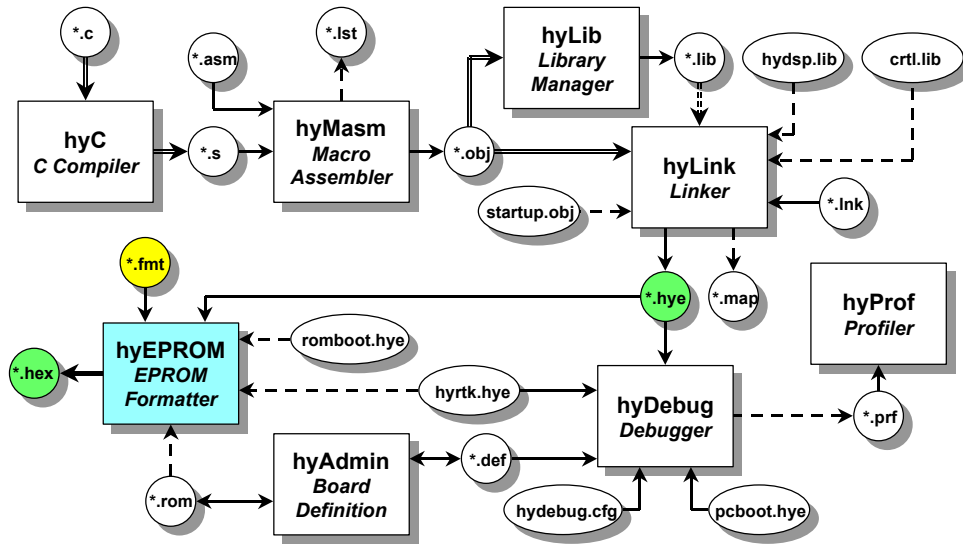 *.c
*.lst
hyLib
Library
Manager
*.asm
*.lib
hydsp.lib
crtl.lib
hyC
C Compiler
*.s
hyMasm
Macro
Assembler
*.obj
hyLink
Linker
startup.obj
*.lnk
*.fmt
*.hye
*.map
hyProf
Profiler
hyEPROM
EPROM
Formatter
romboot.hye
*.hex
hyrtk.hye
hyDebug
Debugger
*.prf
hyAdmin
Board
Definition
*.def
*.rom
hydebug.cfg
pcboot.hye